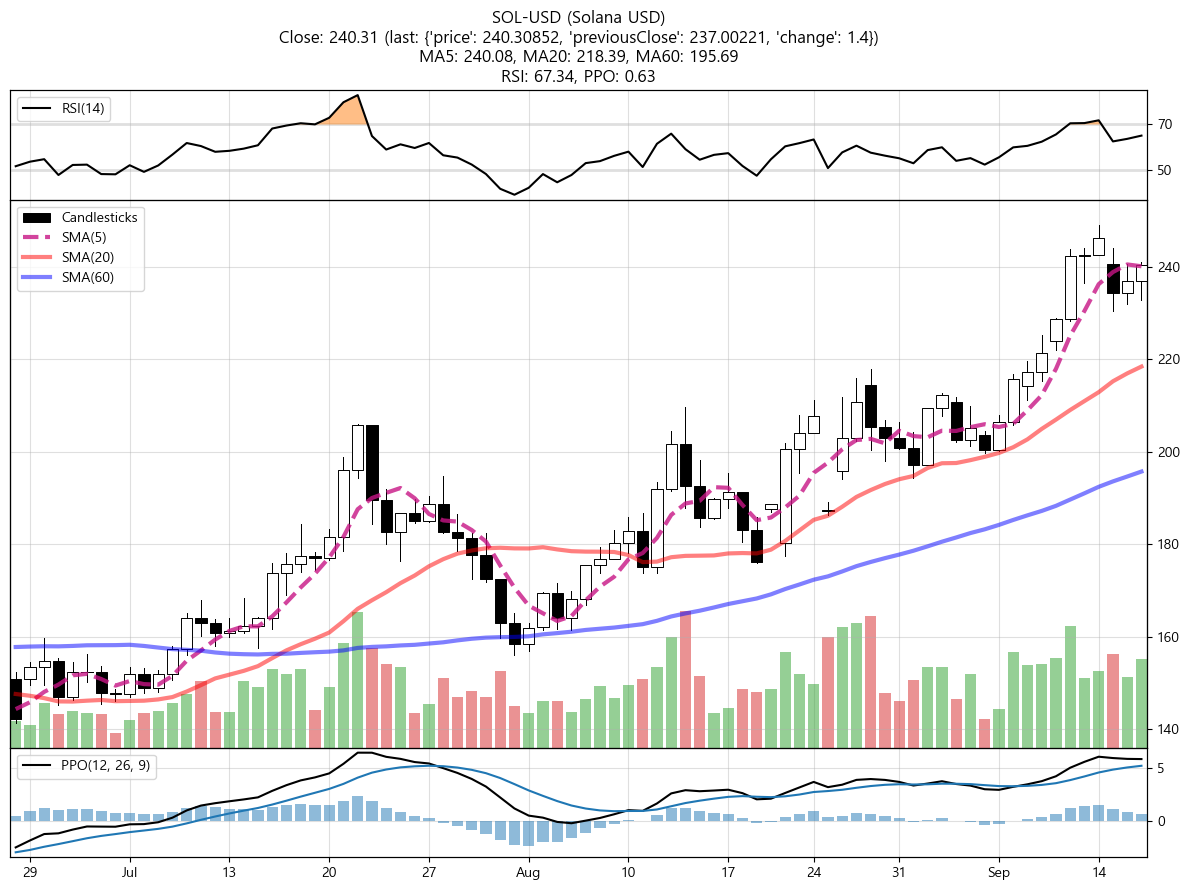 SOL-USD (Solana USD)
Close: 240.31 (last: {'price': 240.30852, 'previousClose': 237.00221, 'change': 1.4})
MA5: 240.08, MA20: 218.39, MA60: 195.69
RSI: 67.34, PPO: 0.63
RSI(14)
70
50
Candlesticks
SMA(5)
SMA(20)
SMA(60)
240
220
200
180
160
140
PPO(12, 26, 9)
5
0
29 Jul 13 20 27 Aug 10 17 24 31 Sep 14